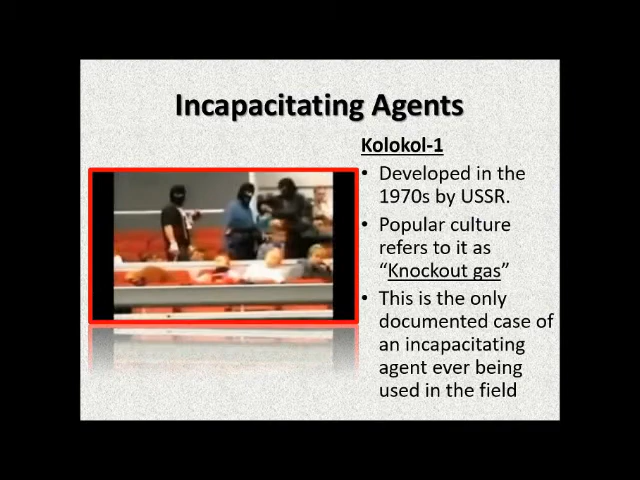 Incapacitating Agents
Kolokol-1
• Developed in the
1970s by USSR.
• Popular culture
refers to it as
“Knockout gas”
• This is the only
documented case of
an incapacitating
agent ever being
used in the field